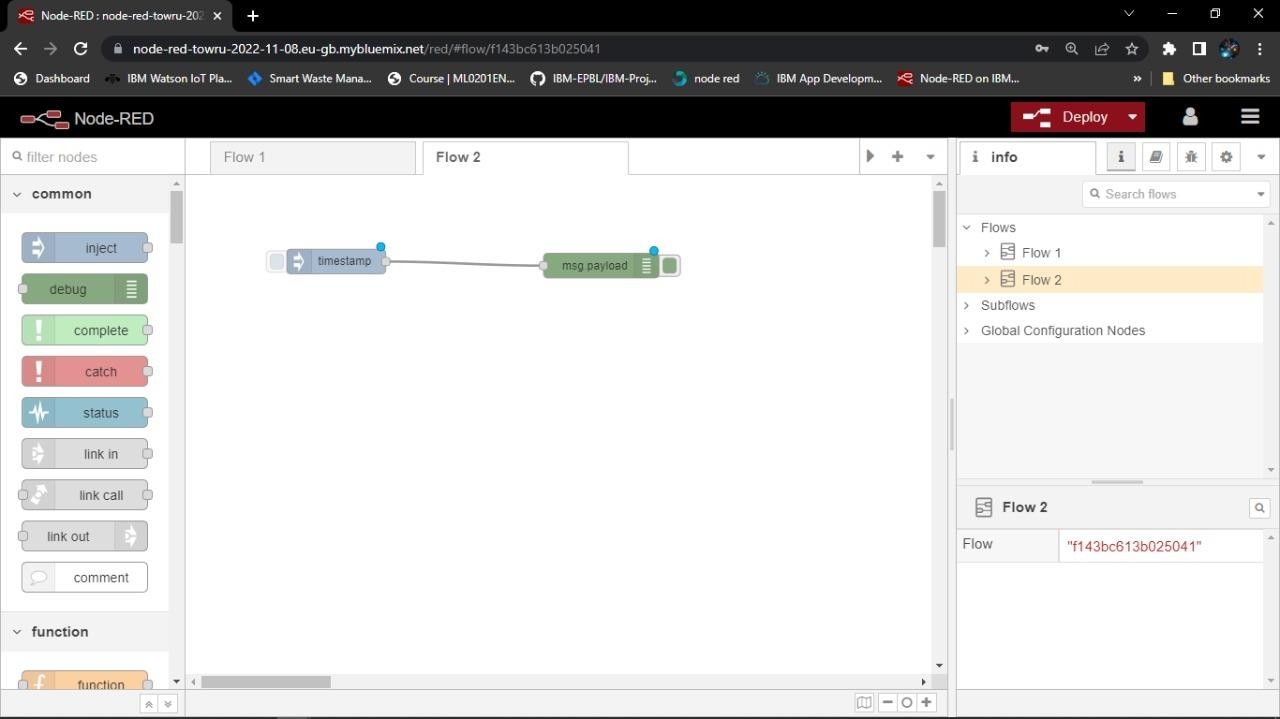 Node-RED : node-red-towru-202
node-red-towru-2022-11-08.eu-gb.mybluemix.net/red/#flow/f143bc613b025041
Dashboard IBM Watson IoT Pla... Smart Waste Mana... Course | ML0201EN... IBM-EPBL/IBM-Proj... node red IBM App Developm... Node-RED on IBM... » Other bookmarks
Node-RED Deploy
filter nodes Flow 1 Flow 2 i info i
common Search flows
inject timestamp msg.payload Flows
debug Flow 1
complete Flow 2
catch Subflows
status Global Configuration Nodes
link in
link call
link out Flow 2
comment Flow "f143bc613b025041"
function
function